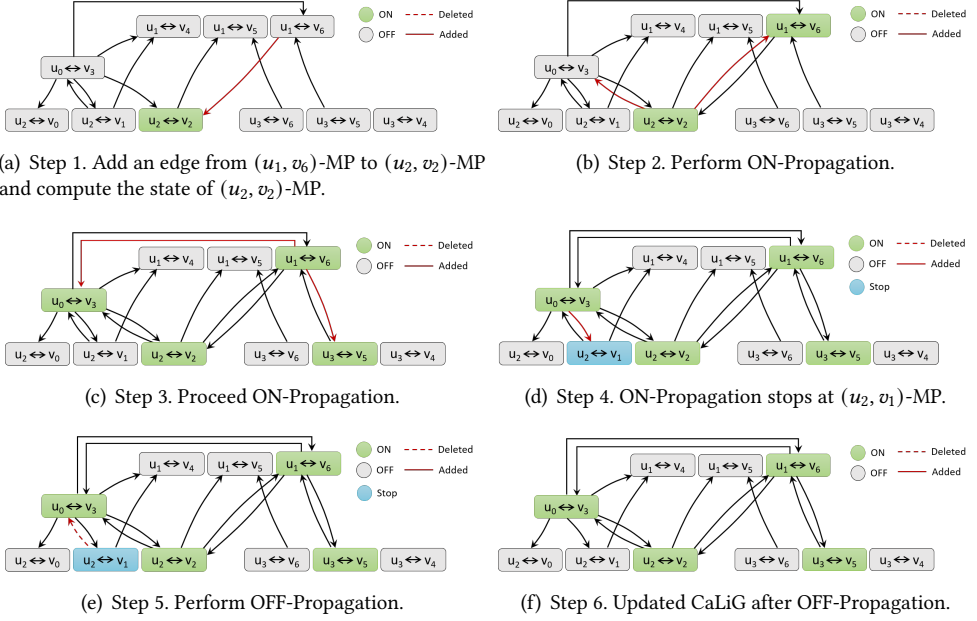 ON Deleted
OFF Added
u1 ↔ v4 u1 ↔ v5 u1 ↔ v6
u0 ↔ v3
u2 ↔ v0 u2 ↔ v1 u2 ↔ v2 u3 ↔ v6 u3 ↔ v5 u3 ↔ v4
(a) Step 1. Add an edge from (u1, v6)-MP to (u2, v2)-MP
and compute the state of (u2, v2)-MP.
ON Deleted
OFF Added
u1 ↔ v4 u1 ↔ v5 u1 ↔ v6
u0 ↔ v3
u2 ↔ v0 u2 ↔ v1 u2 ↔ v2 u3 ↔ v6 u3 ↔ v5 u3 ↔ v4
(b) Step 2. Perform ON-Propagation.
ON Deleted
OFF Added
u1 ↔ v4 u1 ↔ v5 u1 ↔ v6
u0 ↔ v3
u2 ↔ v0 u2 ↔ v1 u2 ↔ v2 u3 ↔ v6 u3 ↔ v5 u3 ↔ v4
(c) Step 3. Proceed ON-Propagation.
ON Deleted
OFF Added
Stop
u1 ↔ v4 u1 ↔ v5 u1 ↔ v6
u0 ↔ v3
u2 ↔ v0 u2 ↔ v1 u2 ↔ v2 u3 ↔ v6 u3 ↔ v5 u3 ↔ v4
(d) Step 4. ON-Propagation stops at (u2, v1)-MP.
ON Deleted
OFF Added
Stop
u1 ↔ v4 u1 ↔ v5 u1 ↔ v6
u0 ↔ v3
u2 ↔ v0 u2 ↔ v1 u2 ↔ v2 u3 ↔ v6 u3 ↔ v5 u3 ↔ v4
(e) Step 5. Perform OFF-Propagation.
ON Deleted
OFF Added
u1 ↔ v4 u1 ↔ v5 u1 ↔ v6
u0 ↔ v3
u2 ↔ v0 u2 ↔ v1 u2 ↔ v2 u3 ↔ v6 u3 ↔ v5 u3 ↔ v4
(f) Step 6. Updated CaLiG after OFF-Propagation.